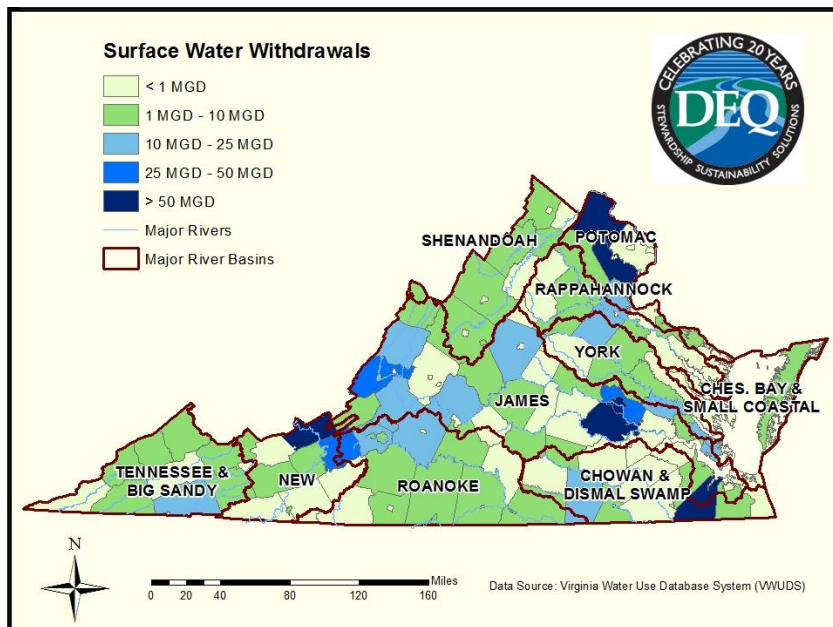 Surface Water Withdrawals
< 1 MGD
1 MGD - 10 MGD
10 MGD - 25 MGD
25 MGD - 50 MGD
> 50 MGD
Major Rivers
Major River Basins
CELEBRATING 20 YEARS
DEQ
STEWARDSHIP SUSTAINABILITY SOLUTIONS
SHENANDOAH
POTOMAC
RAPPAHANNOCK
YORK
CHES. BAY &
SMALL COASTAL
JAMES
TENNESSEE &
BIG SANDY
NEW
ROANOKE
CHOWAN &
DISMAL SWAMP
N
Miles
0 20 40 80 120 160
Data Source: Virginia Water Use Database System (VWUDS)